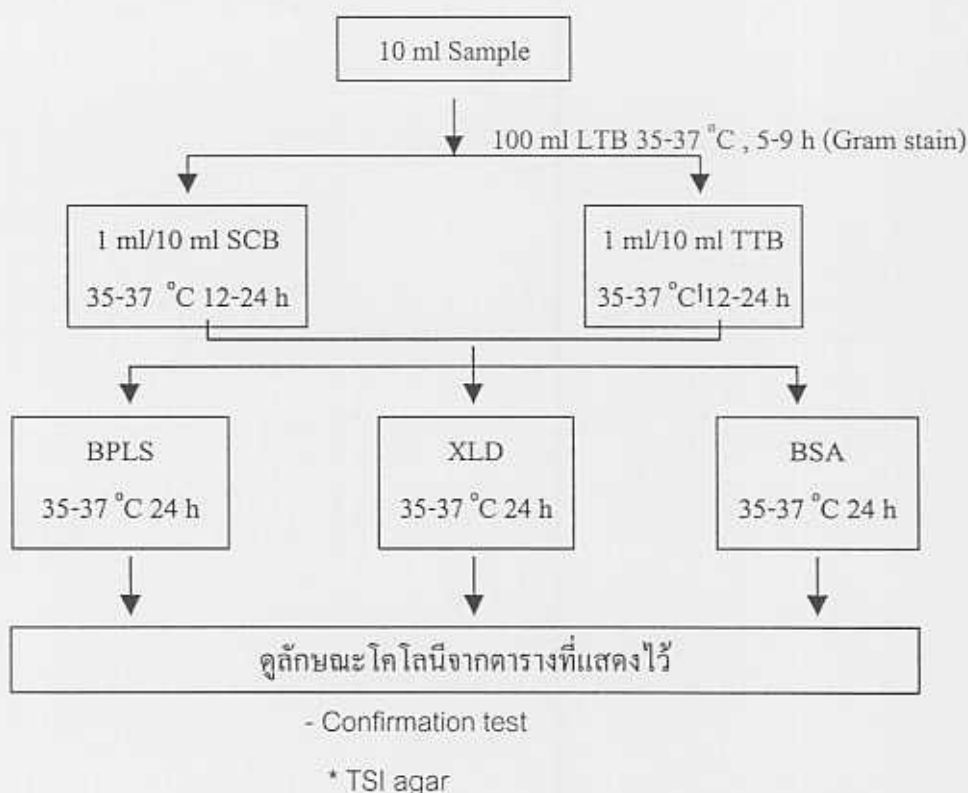 10 ml Sample
100 ml LTB 35-37 °C , 5-9 h (Gram stain)
1 ml/10 ml SCB
35-37 °C 12-24 h
1 ml/10 ml TTB
35-37 °C 12-24 h
BPLS
35-37 °C 24 h
XLD
35-37 °C 24 h
BSA
35-37 °C 24 h
ดูลักษณะโคโลนีจากตารางที่แสดงไว้
- Confirmation test
* TSI agar